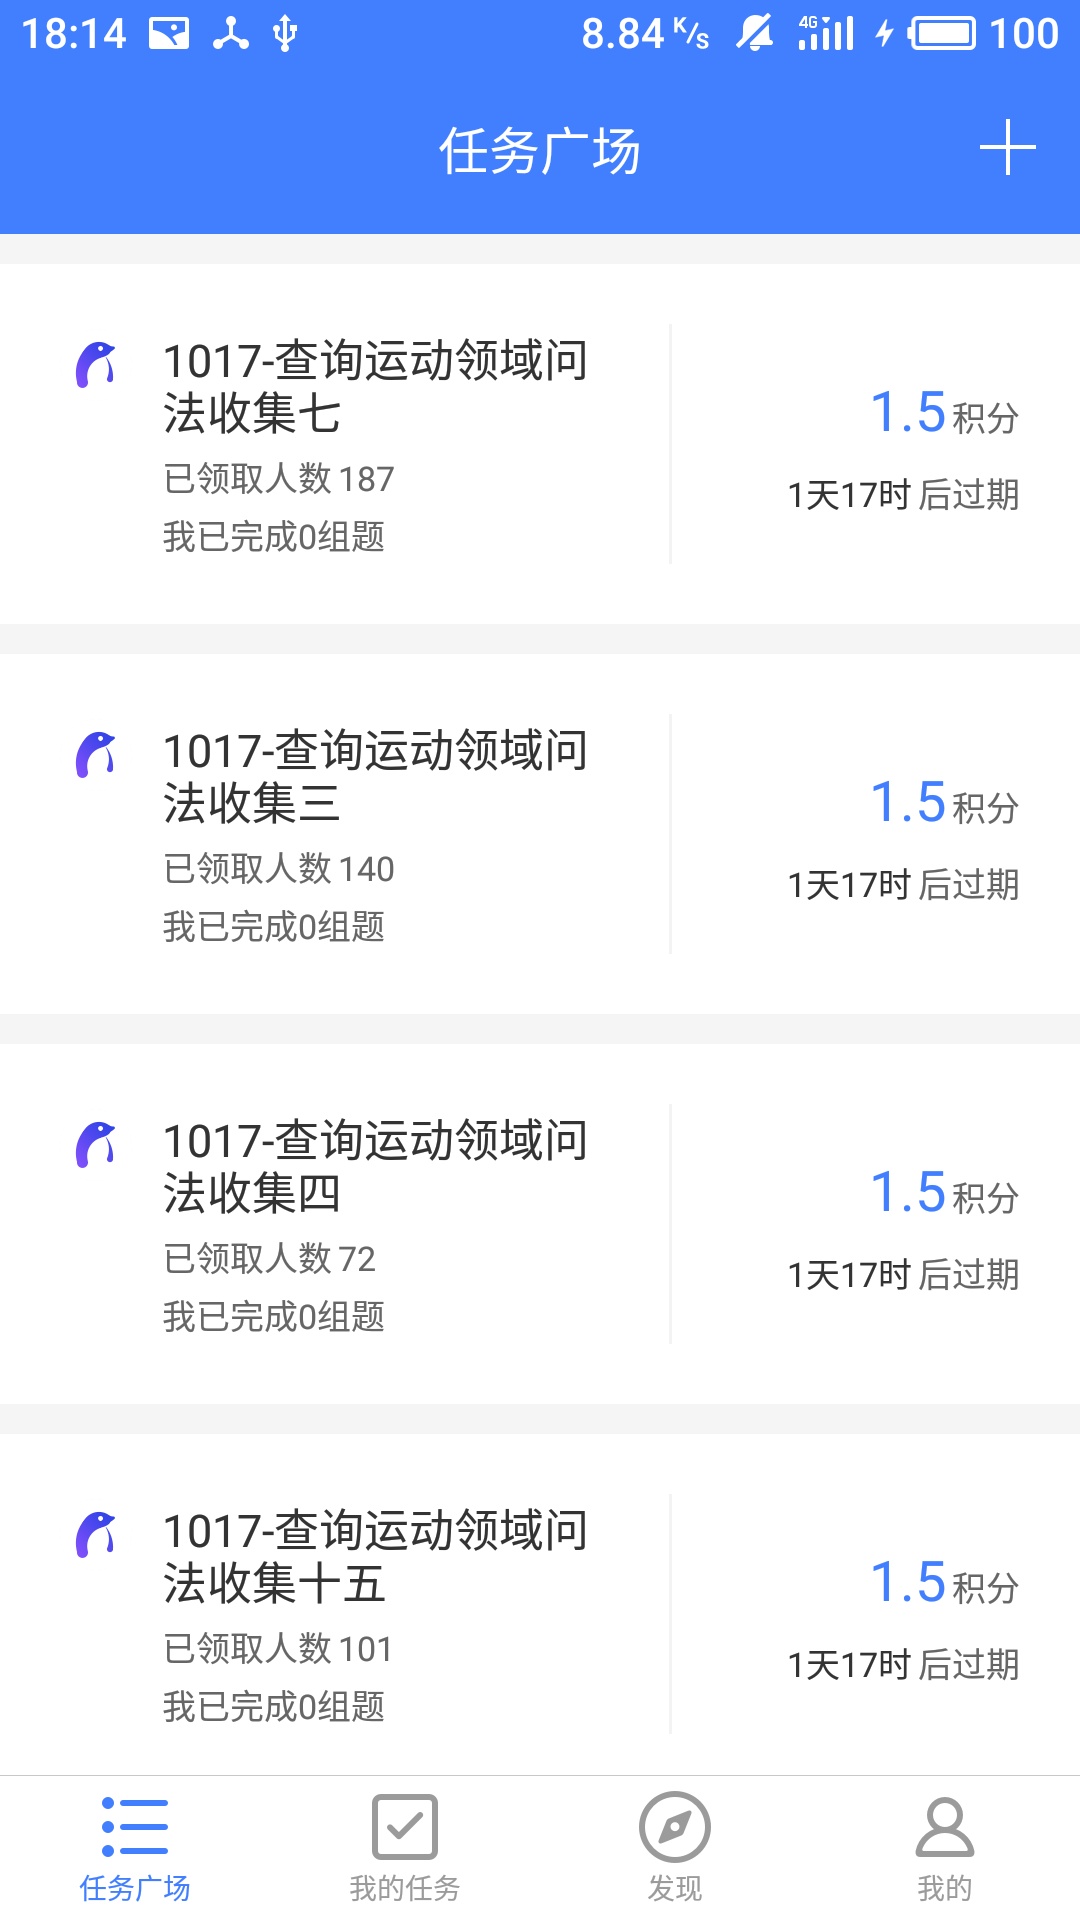 18:14 8.84 K/s 4G 100
任务广场
1017-查询运动领域问
法收集七
已领取人数 187
我已完成0组题
1.5 积分
1天17时 后过期
1017-查询运动领域问
法收集三
已领取人数 140
我已完成0组题
1.5 积分
1天17时 后过期
1017-查询运动领域问
法收集四
已领取人数 72
我已完成0组题
1.5 积分
1天17时 后过期
1017-查询运动领域问
法收集十五
已领取人数 101
我已完成0组题
1.5 积分
1天17时 后过期
任务广场 我的任务 发现 我的